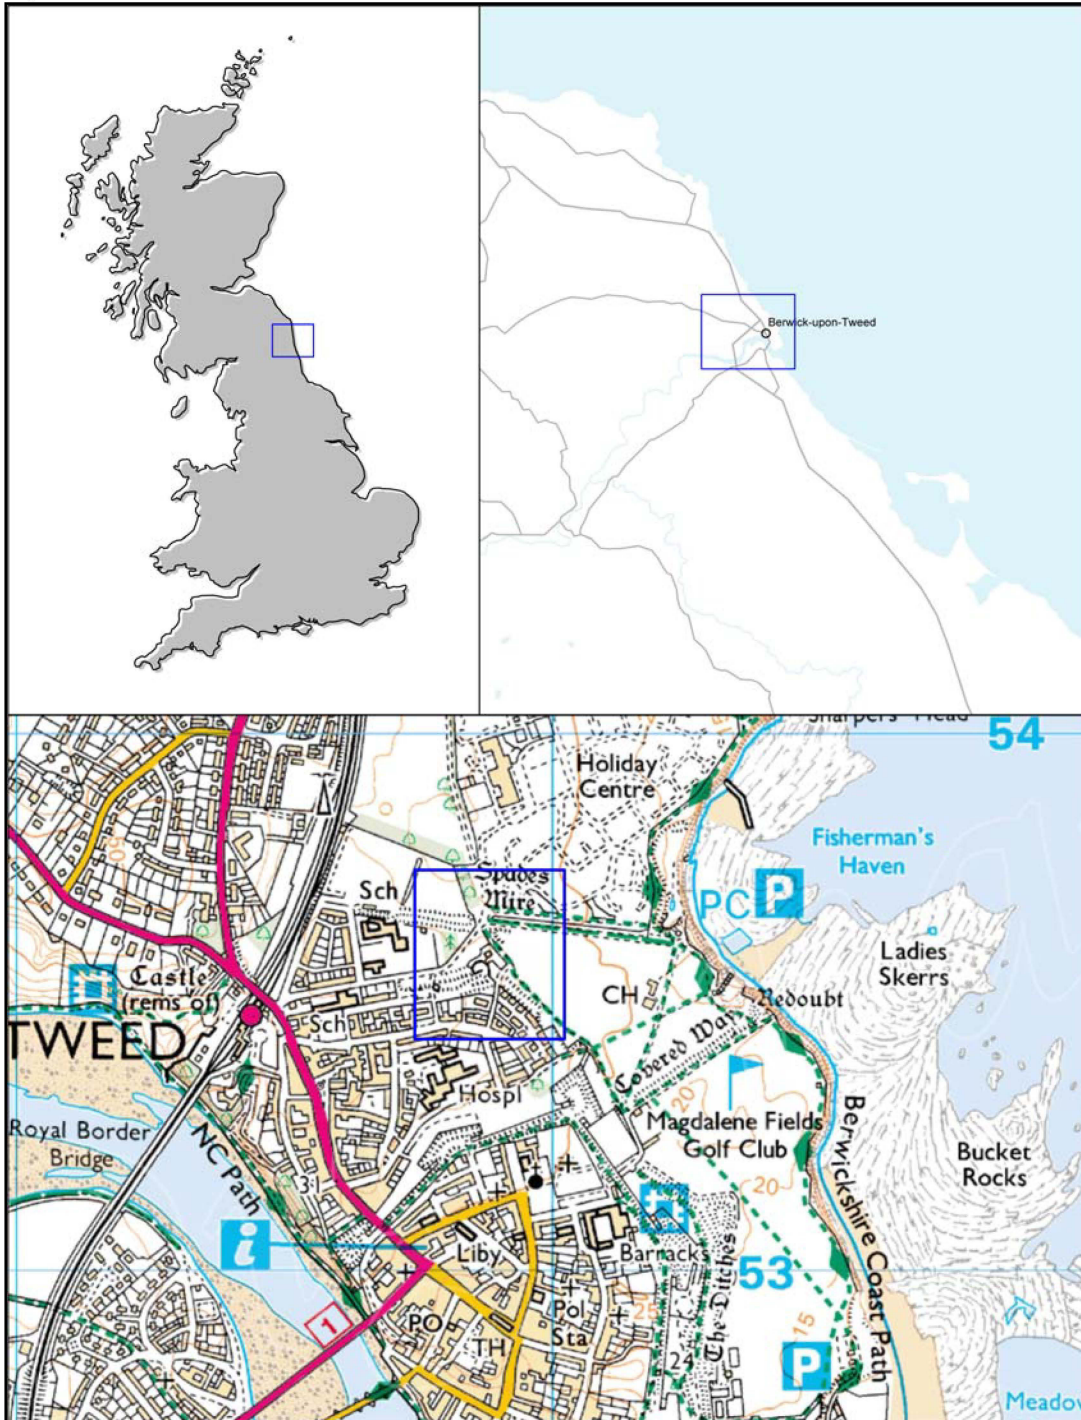 Berwick-upon-Tweed
54
Holiday
Centre
Fisherman's
Haven
50
Spades
Mire
Sch
PC
P
Ladies
Skerrs
Castle
(rems of)
CH
Redoubt
TWEED
Sch
Covered Way
Hospl
20
Magdalene Fields
Golf Club
Royal Border
Bridge
NC Path
Berwickshire Coast Path
Bucket
Rocks
31
20
i
Liby
Barracks
53
The Ditches
1
PO
Pol
Sta
25
15
TH
24
P
Meadow